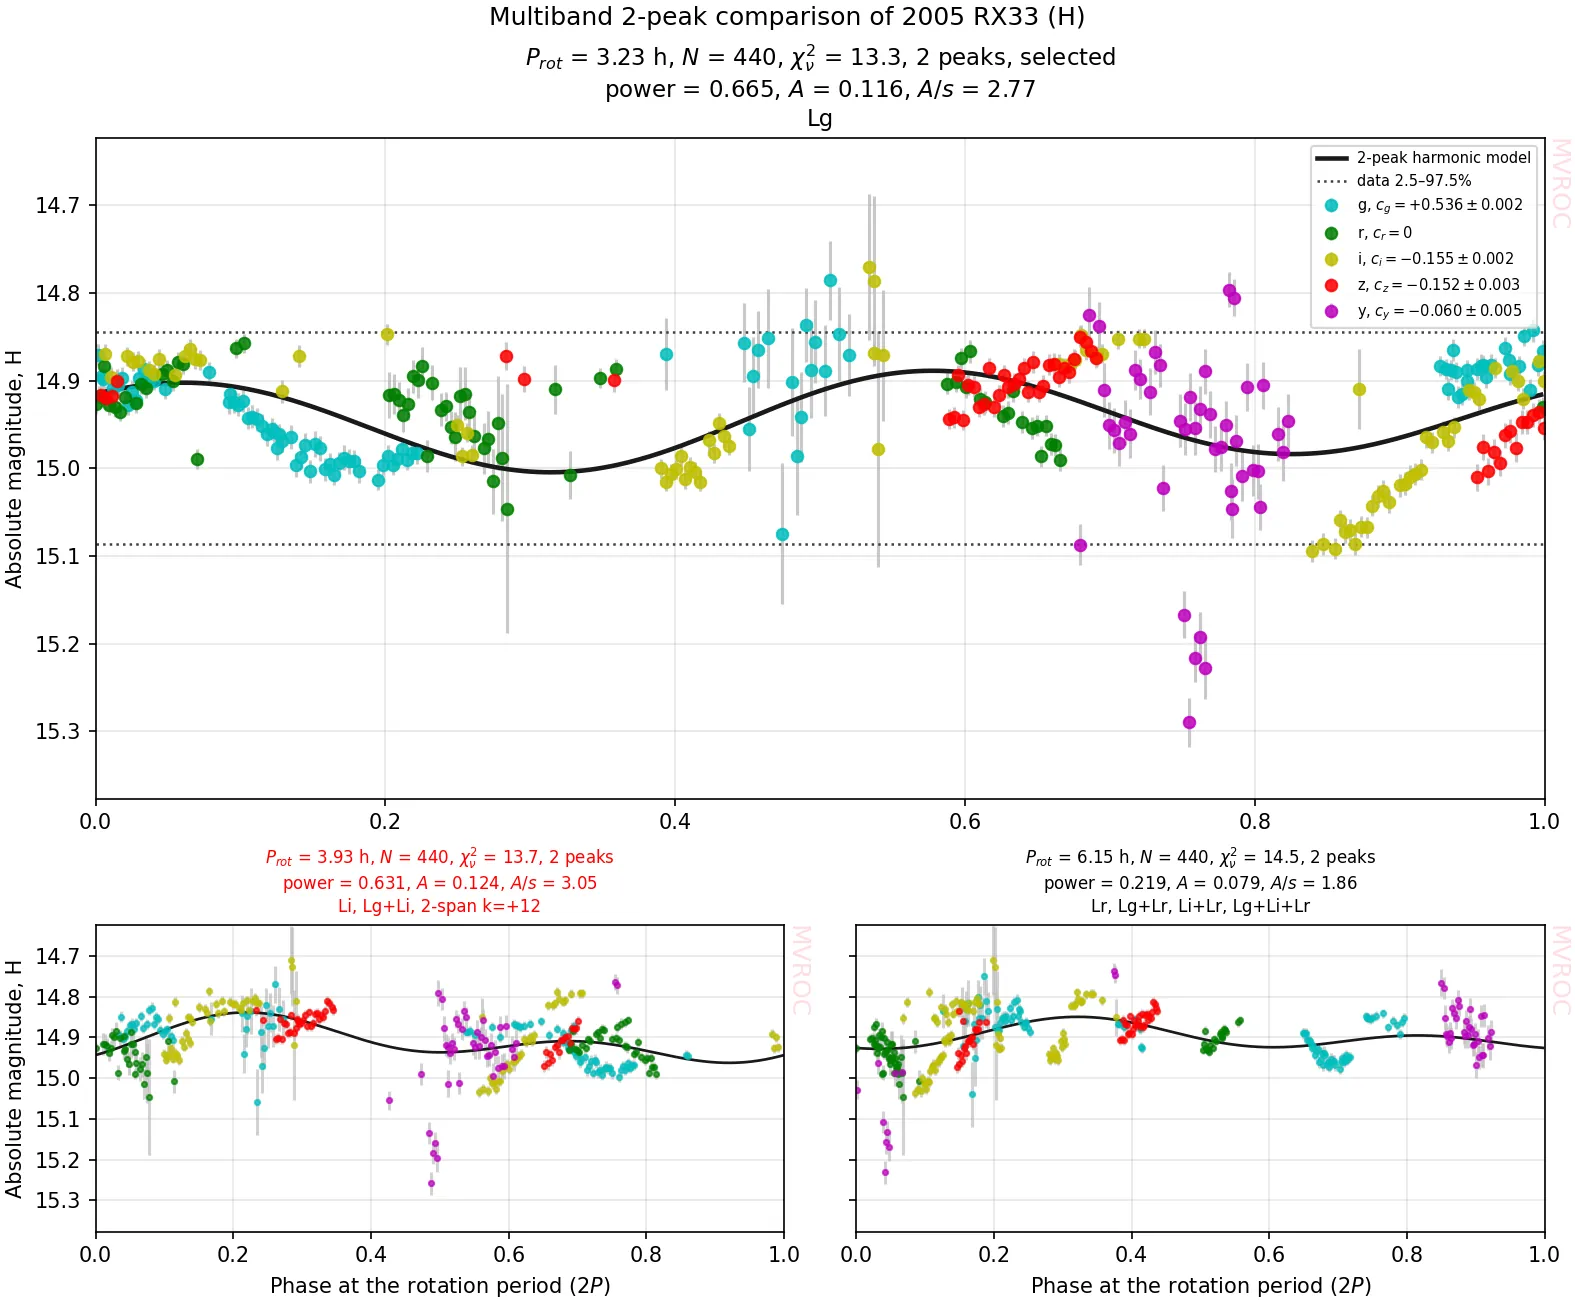 Multiband 2-peak comparison of 2005 RX33 (H)
P_rot = 3.23 h, N = 440, χ²_ν = 13.3, 2 peaks, selected
power = 0.665, A = 0.116, A/s = 2.77
Lg
Absolute magnitude, H
14.7
14.8
14.9
15.0
15.1
15.2
15.3
0.0 0.2 0.4 0.6 0.8 1.0
2-peak harmonic model
data 2.5–97.5%
g, c_g = +0.536 ± 0.002
r, c_r = 0
i, c_i = −0.155 ± 0.002
z, c_z = −0.152 ± 0.003
y, c_y = −0.060 ± 0.005
MVROC
P_rot = 3.93 h, N = 440, χ²_ν = 13.7, 2 peaks
power = 0.631, A = 0.124, A/s = 3.05
Li, Lg+Li, 2-span k=+12
Absolute magnitude, H
14.7
14.8
14.9
15.0
15.1
15.2
15.3
0.0 0.2 0.4 0.6 0.8 1.0
Phase at the rotation period (2P)
MVROC
P_rot = 6.15 h, N = 440, χ²_ν = 14.5, 2 peaks
power = 0.219, A = 0.079, A/s = 1.86
Lr, Lg+Lr, Li+Lr, Lg+Li+Lr
0.0 0.2 0.4 0.6 0.8 1.0
Phase at the rotation period (2P)
MVROC